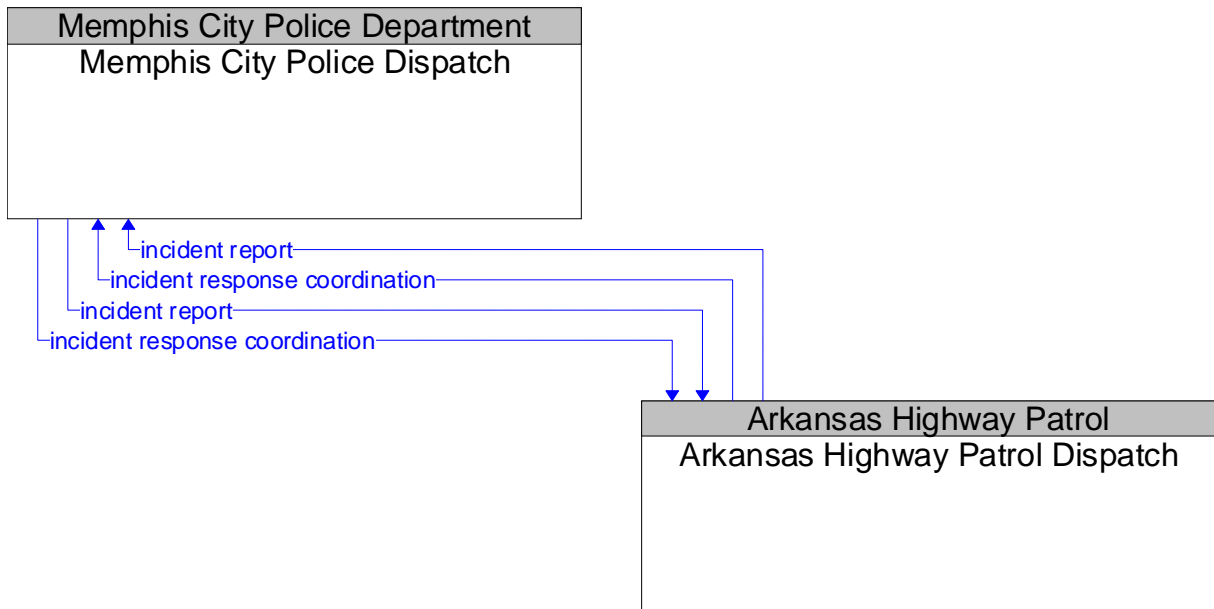 Memphis City Police Department
Memphis City Police Dispatch
incident report
incident response coordination
incident report
incident response coordination
Arkansas Highway Patrol
Arkansas Highway Patrol Dispatch